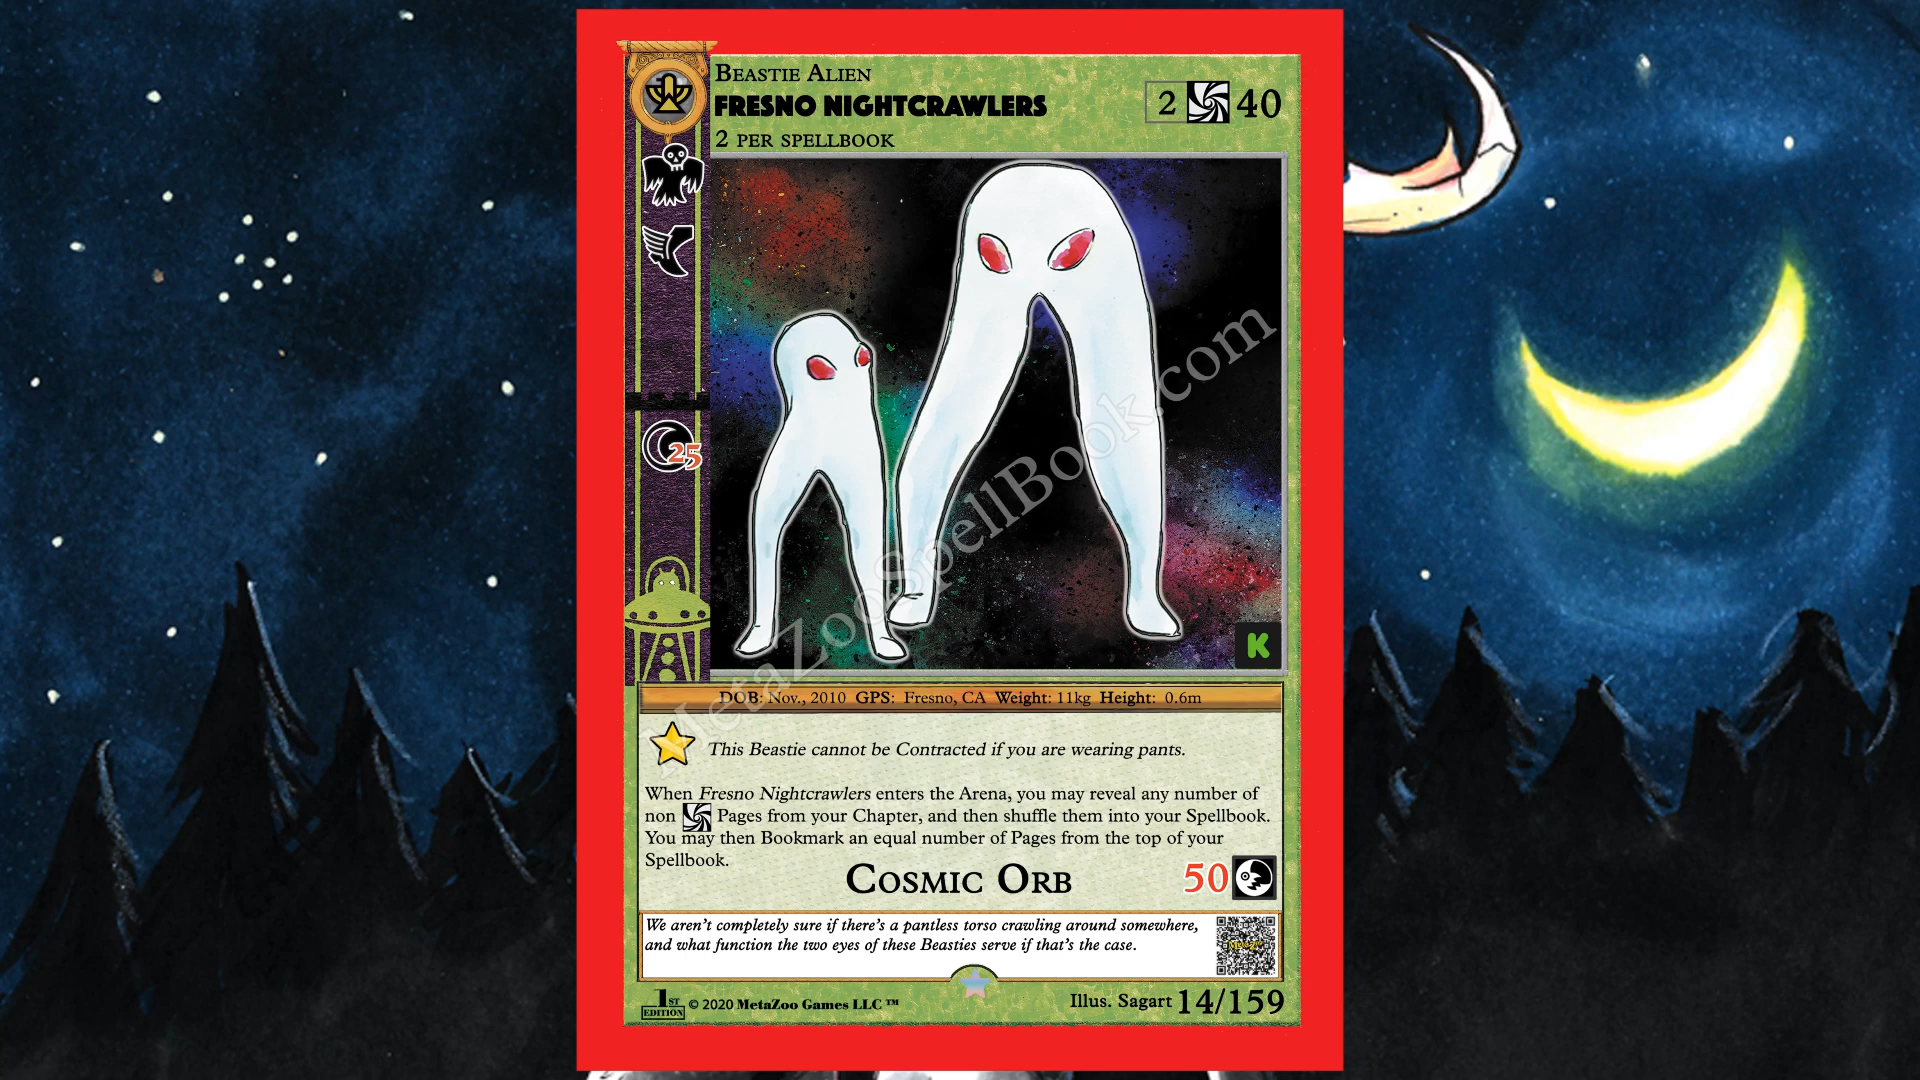 Beastie Alien
FRESNO NIGHTCRAWLERS
2 40
2 PER SPELLBOOK
25
MetaZooSpellBook.com
K
DOB: Nov., 2010 GPS: Fresno, CA Weight: 11kg Height: 0.6m
This Beastie cannot be Contracted if you are wearing pants.
When Fresno Nightcrawlers enters the Arena, you may reveal any number of
non Pages from your Chapter, and then shuffle them into your Spellbook.
You may then Bookmark an equal number of Pages from the top of your
Spellbook.
Cosmic Orb 50
We aren't completely sure if there's a pantless torso crawling around somewhere,
and what function the two eyes of these Beasties serve if that's the case.
MetaZoo
1ST EDITION © 2020 MetaZoo Games LLC ™
Illus. Sagart 14/159